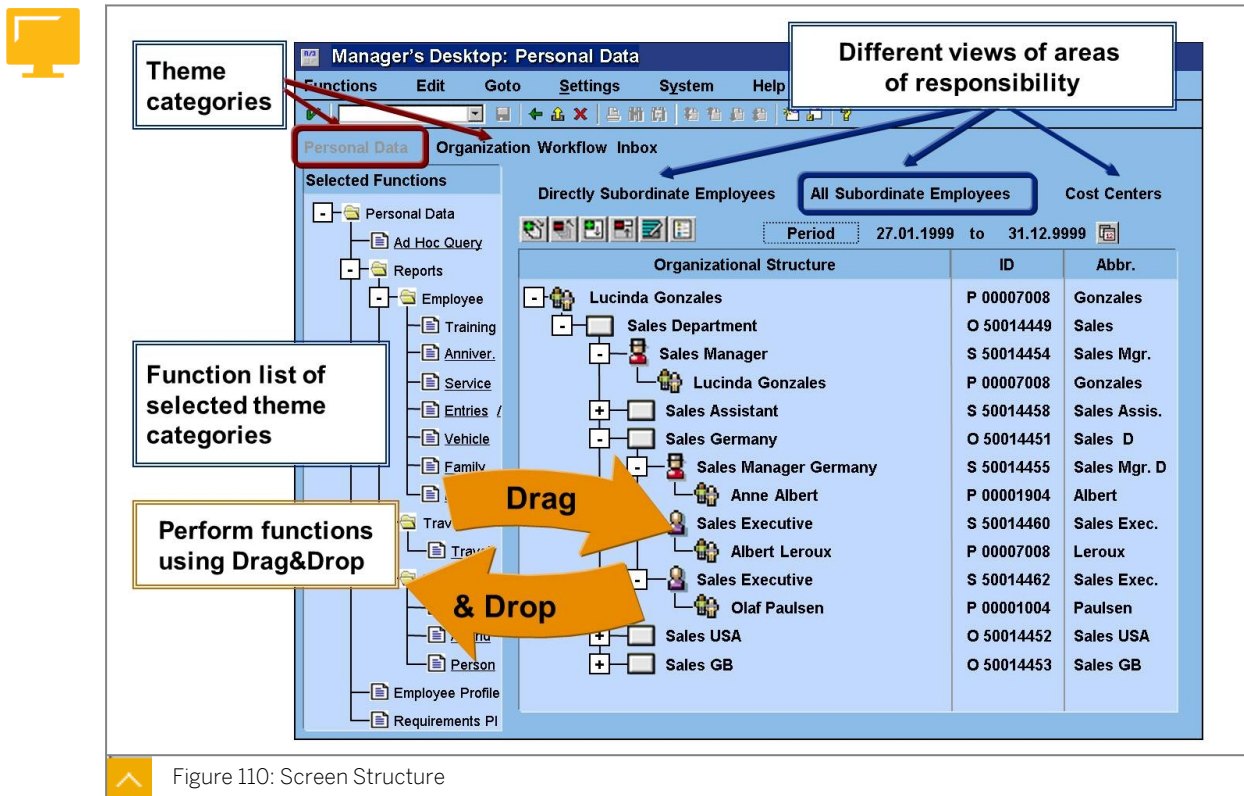 Theme
categories
Different views of areas
of responsibility
Manager's Desktop: Personal Data
Functions Edit Goto Settings System Help
Personal Data Organization Workflow Inbox
Selected Functions
Directly Subordinate Employees All Subordinate Employees Cost Centers
Period 27.01.1999 to 31.12.9999
Personal Data
Ad Hoc Query
Reports
Employee
Training
Anniver.
Service
Entries /
Vehicle
Family
Person
Employee Profile
Requirements Pl
Function list of
selected theme
categories
Perform functions
using Drag&Drop
Drag
& Drop
Organizational Structure ID Abbr.
Lucinda Gonzales P 00007008 Gonzales
Sales Department O 50014449 Sales
Sales Manager S 50014454 Sales Mgr.
Lucinda Gonzales P 00007008 Gonzales
Sales Assistant S 50014458 Sales Assis.
Sales Germany O 50014451 Sales D
Sales Manager Germany S 50014455 Sales Mgr. D
Anne Albert P 00001904 Albert
Sales Executive S 50014460 Sales Exec.
Albert Leroux P 00007008 Leroux
Sales Executive S 50014462 Sales Exec.
Olaf Paulsen P 00001004 Paulsen
Sales USA O 50014452 Sales USA
Sales GB O 50014453 Sales GB
Figure 110: Screen Structure